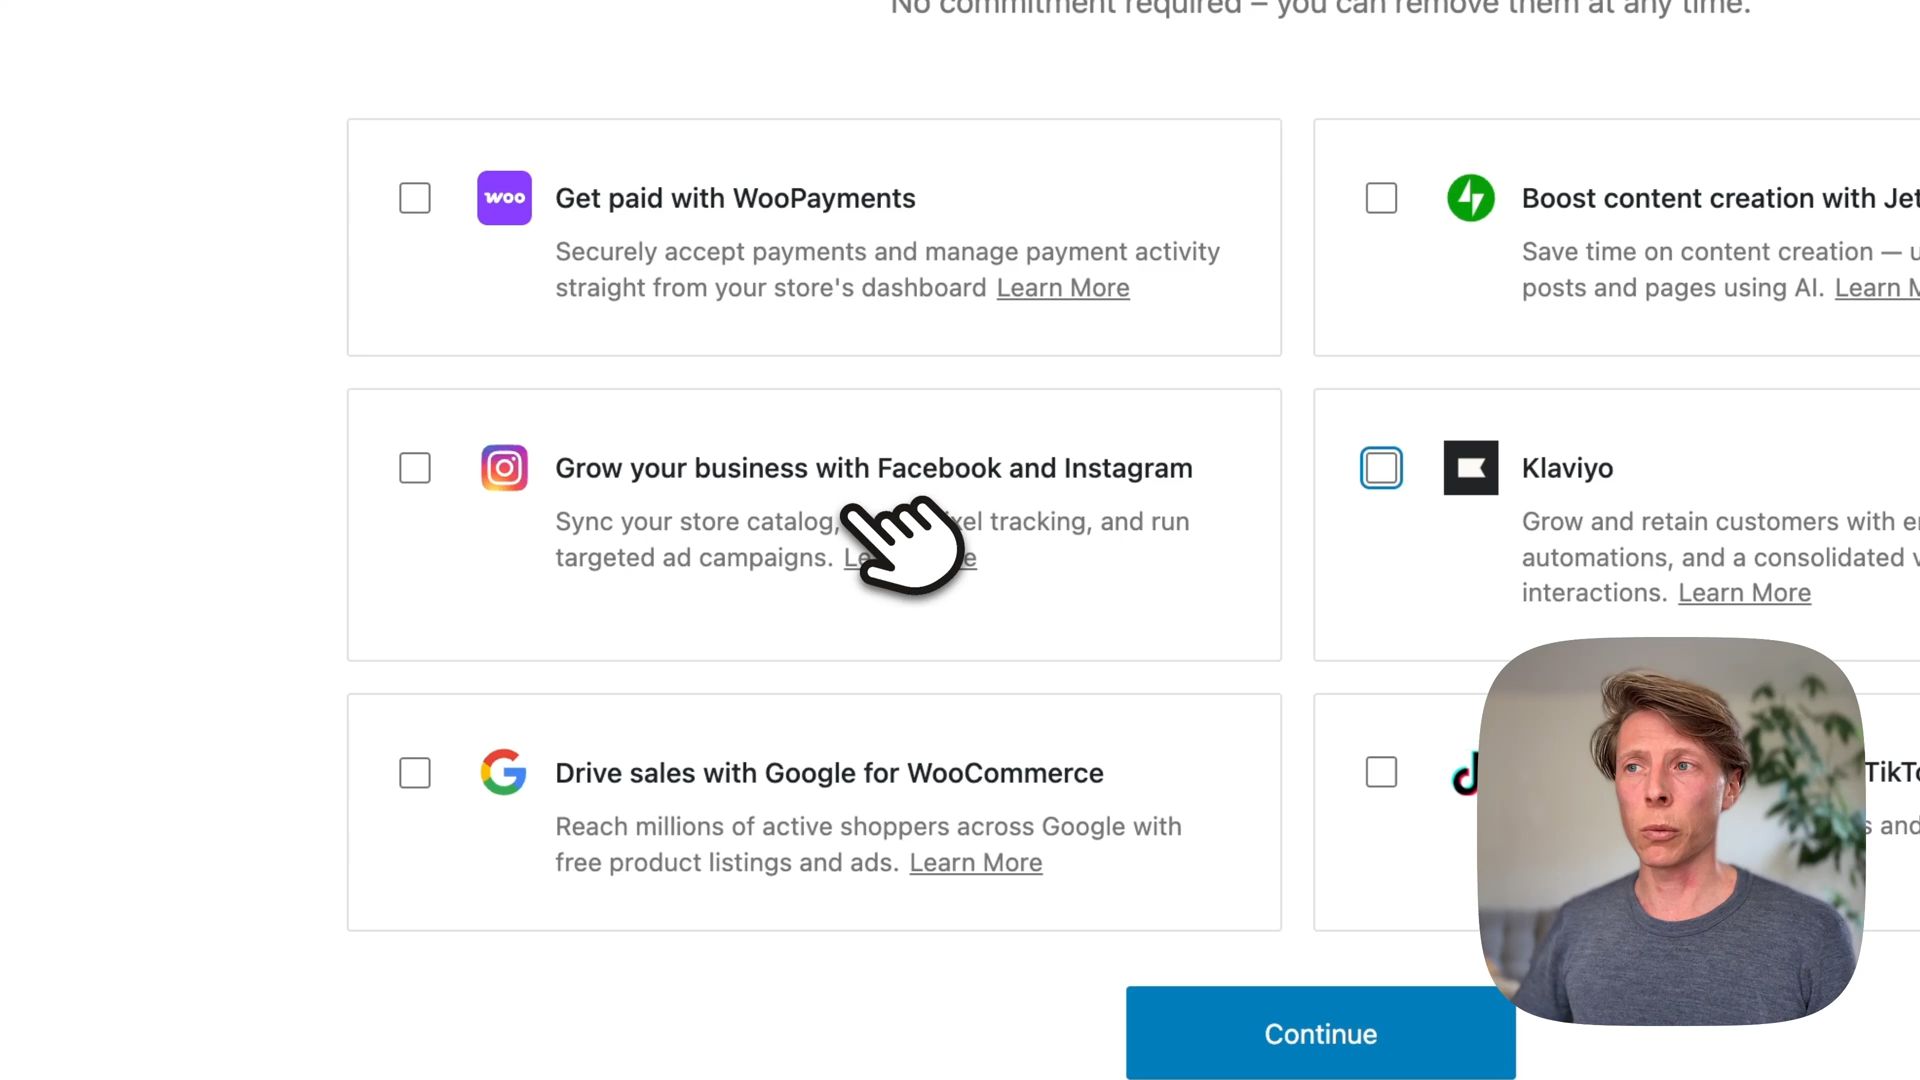 No commitment required – you can remove them at any time.
woo
Get paid with WooPayments
Securely accept payments and manage payment activity
straight from your store's dashboard Learn More
Boost content creation with Jet
Save time on content creation —
posts and pages using AI. Learn
Grow your business with Facebook and Instagram
Sync your store catalog, tracking, and run
targeted ad campaigns.
Klaviyo
Grow and retain customers with
automations, and a consolidated
interactions. Learn More
Drive sales with Google for WooCommerce
Reach millions of active shoppers across Google with
free product listings and ads. Learn More
TikTo
and
Continue